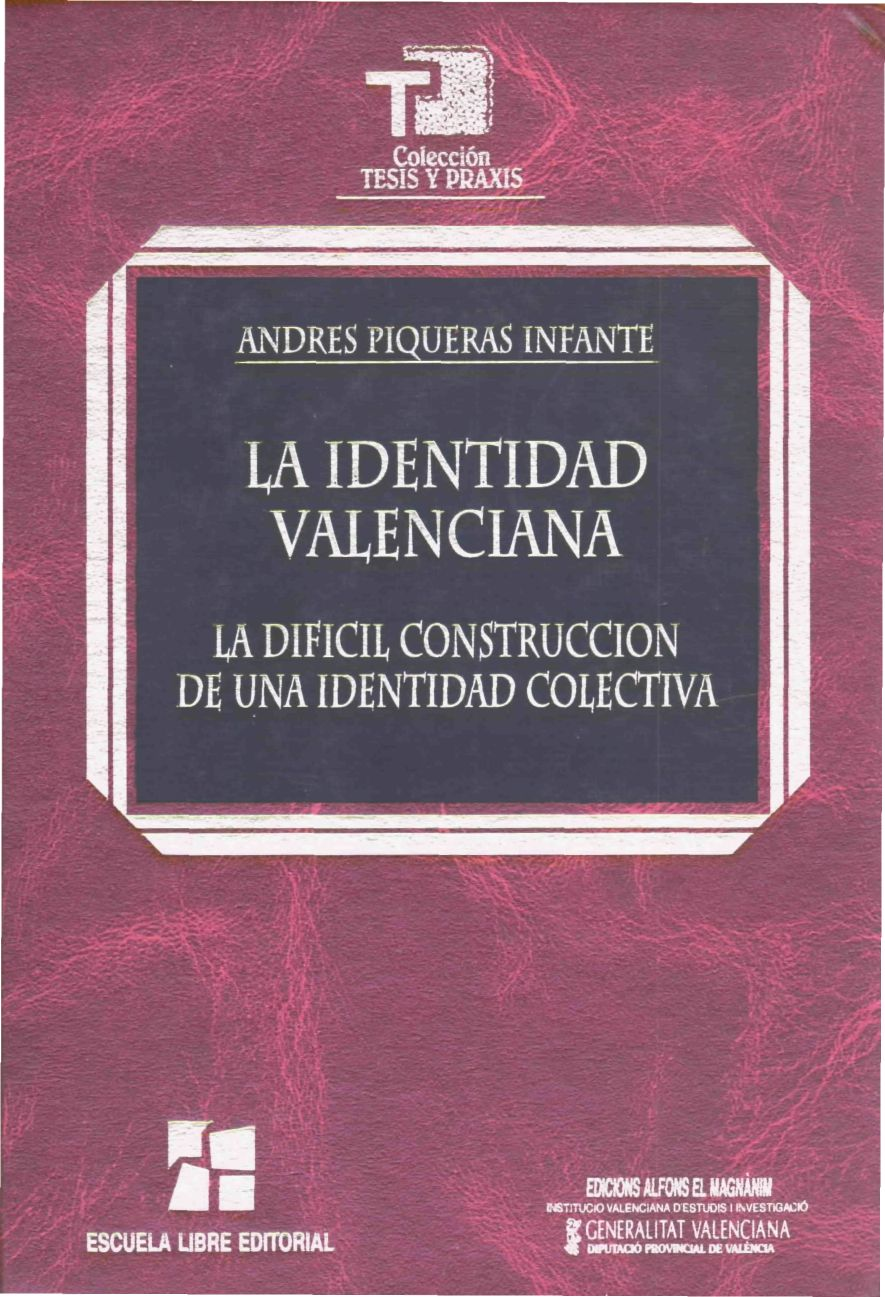 Colección
TESIS Y PRAXIS
ANDRES PIQUERAS INFANTE
LA IDENTIDAD
VALENCIANA
LA DIFICIL CONSTRUCCION
DE UNA IDENTIDAD COLECTIVA
ESCUELA LIBRE EDITORIAL
EDICIONS ALFONS EL MAGNÀNIM
INSTITUCIO VALENCIANA D'ESTUDIS I INVESTIGACIÓ
GENERALITAT VALENCIANA
DIPUTACIÓ PROVINCIAL DE VALÈNCIA